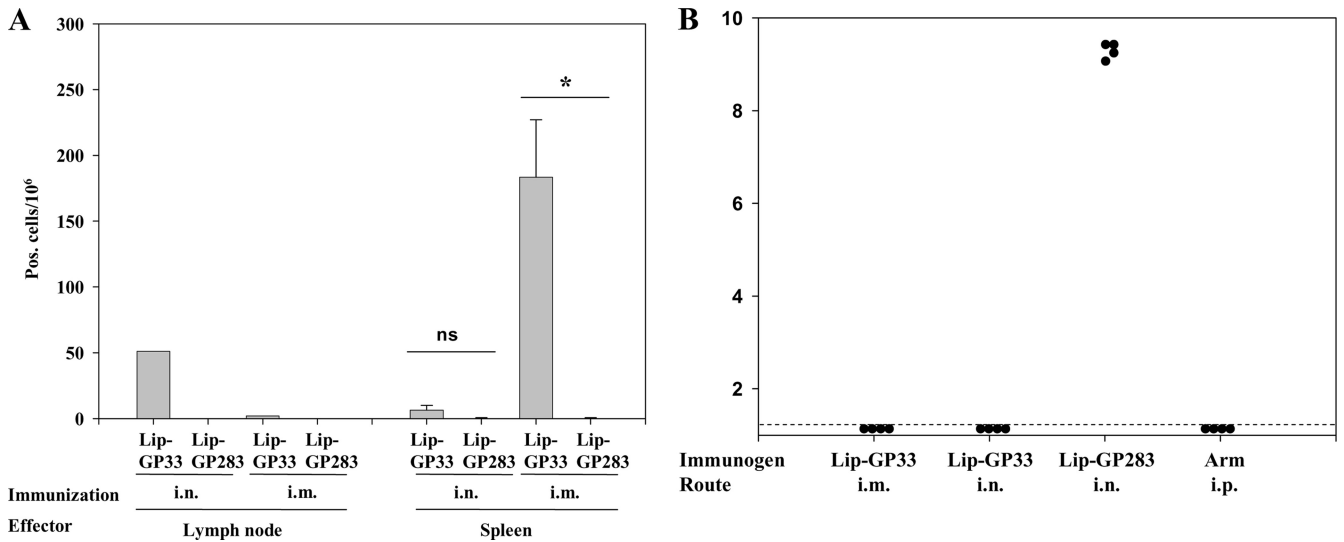 A
300
250
200
150
100
50
0
Pos. cells/10⁶
ns
*
Lip- Lip- Lip- Lip- Lip- Lip- Lip- Lip-
GP33 GP283 GP33 GP283 GP33 GP283 GP33 GP283
Immunization i.n. i.m. i.n. i.m.
Effector Lymph node Spleen
B
10
8
6
4
2
Immunogen Lip-GP33 Lip-GP33 Lip-GP283 Arm
Route i.m. i.n. i.n. i.p.